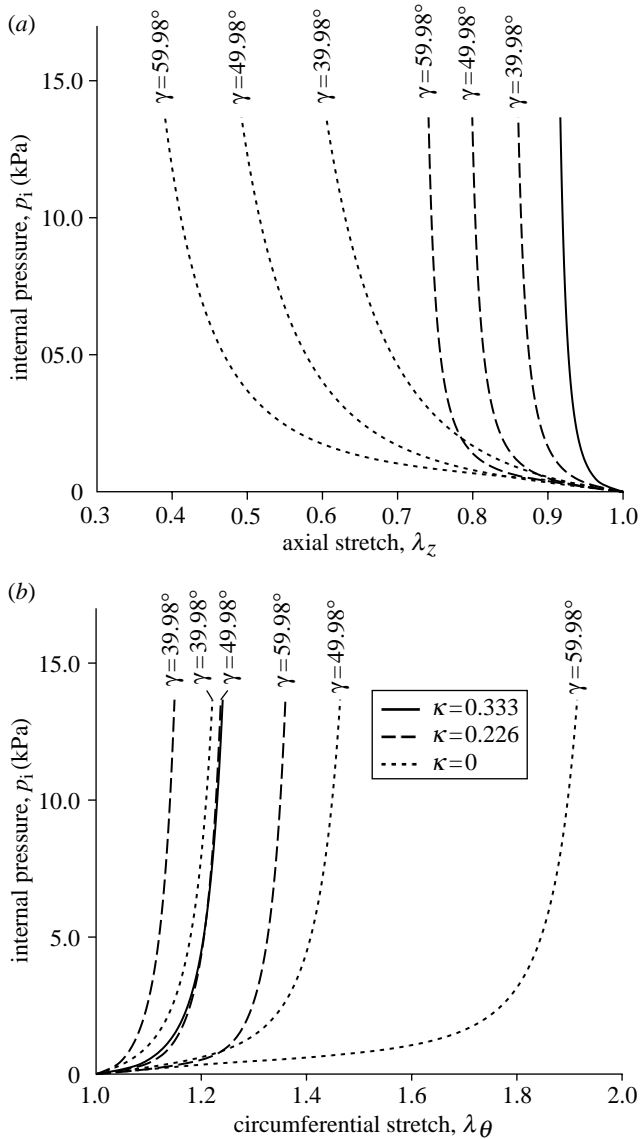 (a)
γ=59.98°
γ=49.98°
γ=39.98°
γ=59.98°
γ=49.98°
γ=39.98°
15.0
10.0
05.0
0
internal pressure, pᵢ (kPa)
0.3 0.4 0.5 0.6 0.7 0.8 0.9 1.0
axial stretch, λz
(b)
γ=39.98°
γ=39.98°
γ=49.98°
γ=59.98°
γ=49.98°
γ=59.98°
15.0
10.0
5.0
0
internal pressure, pᵢ (kPa)
κ=0.333
κ=0.226
κ=0
1.0 1.2 1.4 1.6 1.8 2.0
circumferential stretch, λθ